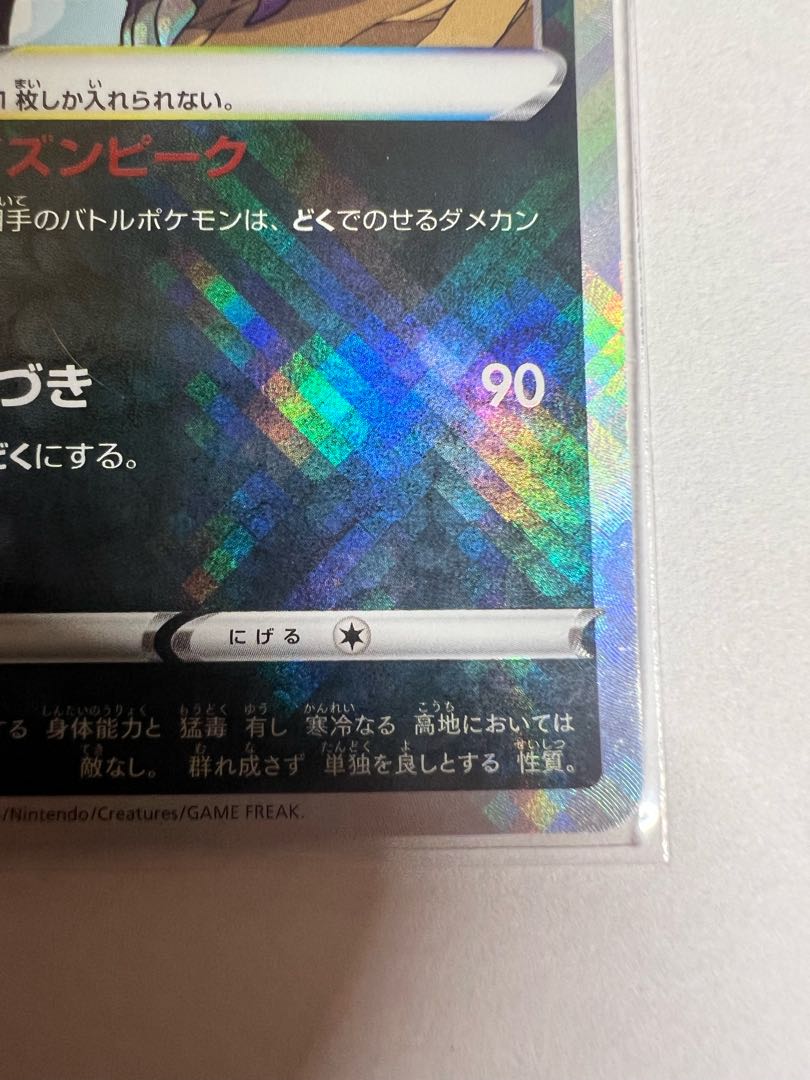 1枚しか入れられない。
ズンピーク
相手のバトルポケモンは、どくでのせるダメカン
づき 90
どくにする。
にげる
する 身体能力と 猛毒 有し 寒冷なる 高地においては
敵なし。 群れ成さず 単独を良しとする 性質。
/Nintendo/Creatures/GAME FREAK.